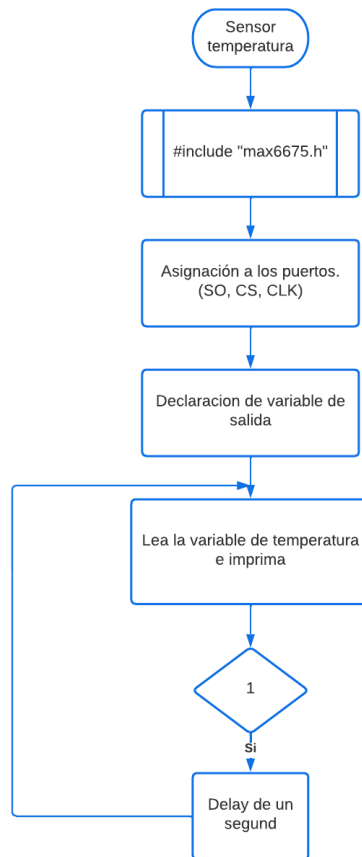 Sensor
temperatura
#include "max6675.h"
Asignación a los puertos.
(SO, CS, CLK)
Declaracion de variable de
salida
Lea la variable de temperatura
e imprima
1
Si
Delay de un
segund